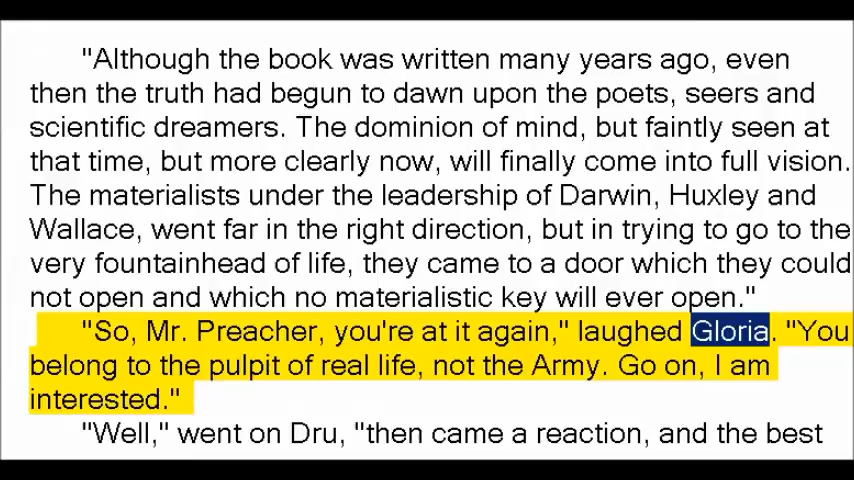 "Although the book was written many years ago, even
then the truth had begun to dawn upon the poets, seers and
scientific dreamers. The dominion of mind, but faintly seen at
that time, but more clearly now, will finally come into full vision.
The materialists under the leadership of Darwin, Huxley and
Wallace, went far in the right direction, but in trying to go to the
very fountainhead of life, they came to a door which they could
not open and which no materialistic key will ever open."
"So, Mr. Preacher, you're at it again," laughed Gloria. "You
belong to the pulpit of real life, not the Army. Go on, I am
interested."
"Well," went on Dru, "then came a reaction, and the best